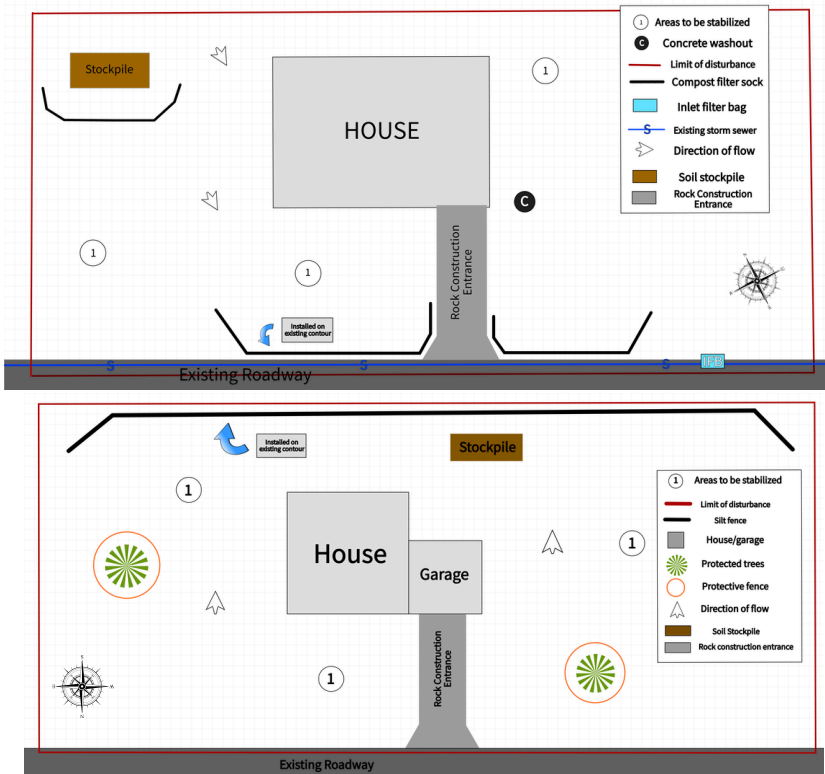 Stockpile
HOUSE
1
1
1
C
Rock Construction
Entrance
Installed on
existing contour
S
S
S
IFB
Existing Roadway
1 Areas to be stabilized
C Concrete washout
Limit of disturbance
Compost filter sock
Inlet filter bag
S Existing storm sewer
Direction of flow
Soil stockpile
Rock Construction
Entrance
Installed on
existing contour
Stockpile
1
1
1
House
Garage
Rock Construction
Entrance
S
N
Existing Roadway
1 Areas to be stabilized
Limit of disturbance
Silt fence
House/garage
Protected trees
Protective fence
Direction of flow
Soil Stockpile
Rock construction entrance